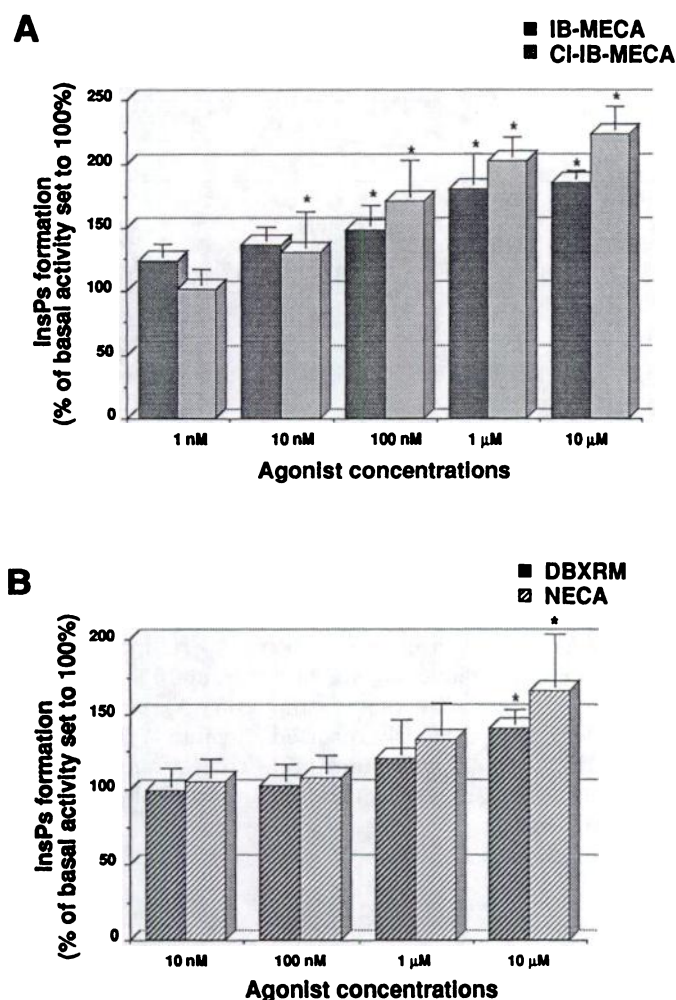 A
IB-MECA
Cl-IB-MECA
InsPs formation
(% of basal activity set to 100%)
250
200
150
100
50
0
* * * * * * * *
1 nM 10 nM 100 nM 1 µM 10 µM
Agonist concentrations
B
DBXRM
NECA
InsPs formation
(% of basal activity set to 100%)
200
150
100
50
0
* *
10 nM 100 nM 1 µM 10 µM
Agonist concentrations